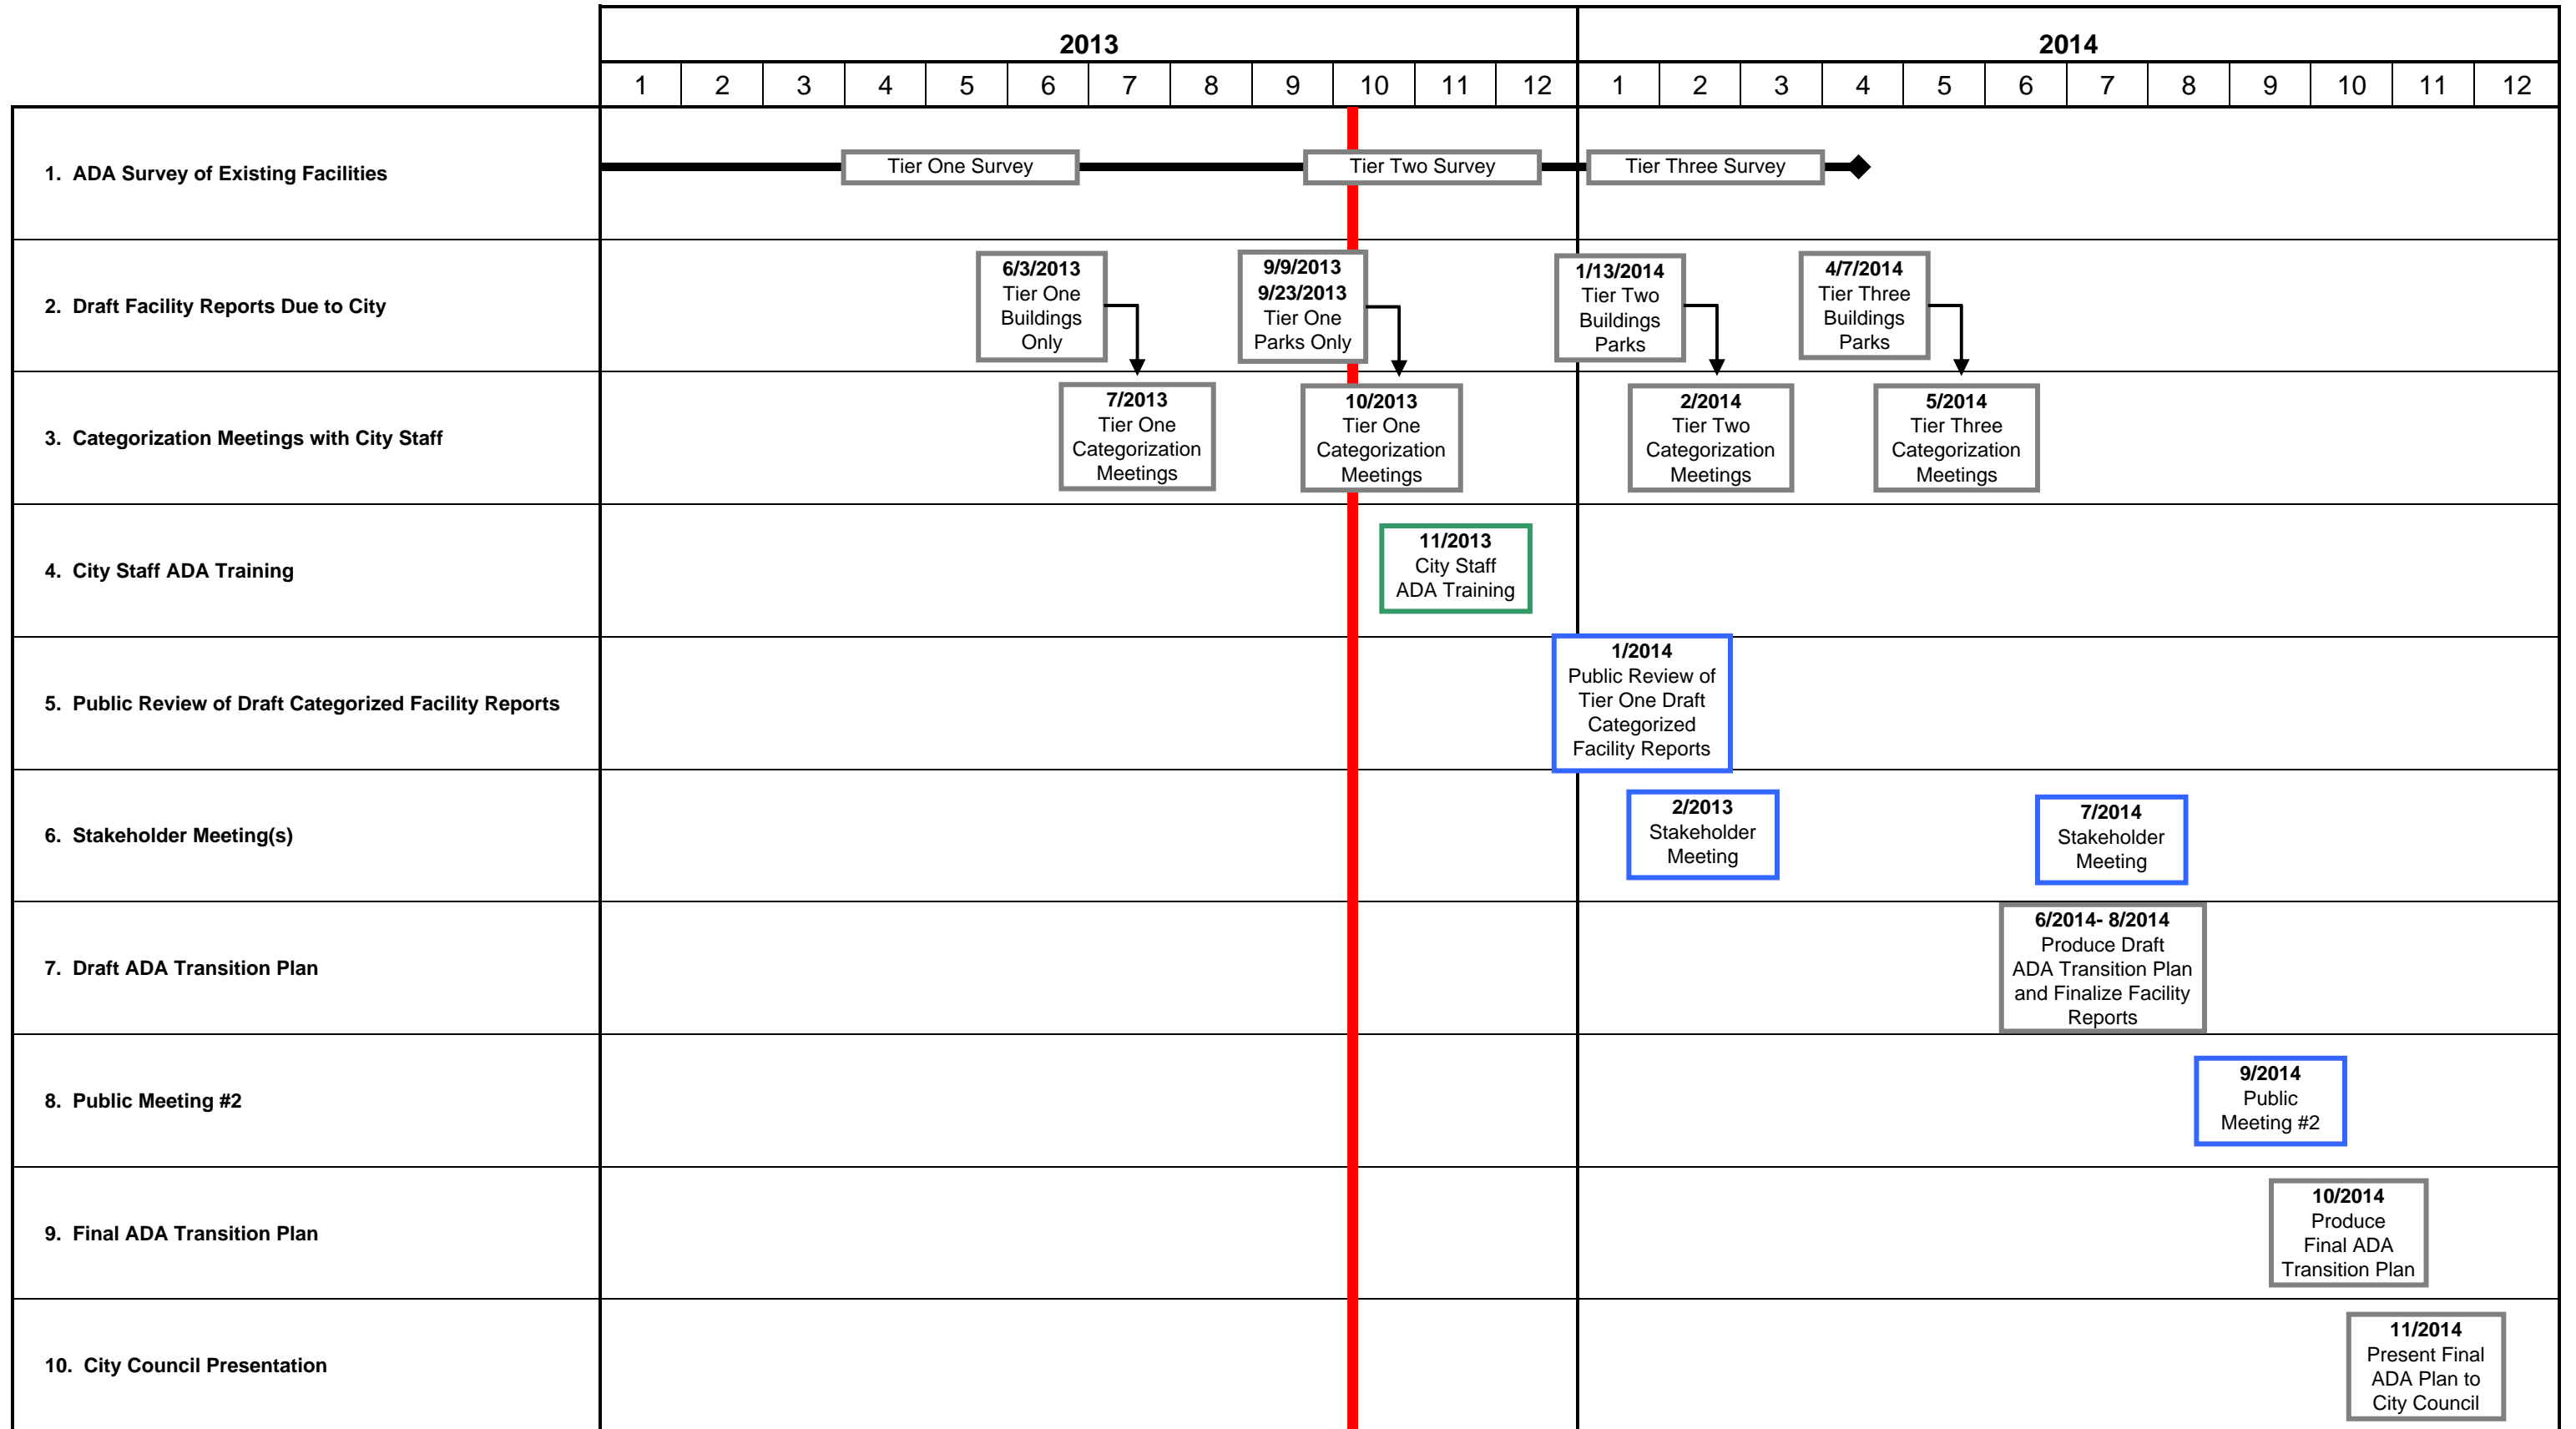 2013
2014
1 2 3 4 5 6 7 8 9 10 11 12 1 2 3 4 5 6 7 8 9 10 11 12
1. ADA Survey of Existing Facilities
Tier One Survey
Tier Two Survey
Tier Three Survey
2. Draft Facility Reports Due to City
6/3/2013
Tier One
Buildings
Only
9/9/2013
9/23/2013
Tier One
Parks Only
1/13/2014
Tier Two
Buildings
Parks
4/7/2014
Tier Three
Buildings
Parks
3. Categorization Meetings with City Staff
7/2013
Tier One
Categorization
Meetings
10/2013
Tier One
Categorization
Meetings
2/2014
Tier Two
Categorization
Meetings
5/2014
Tier Three
Categorization
Meetings
4. City Staff ADA Training
11/2013
City Staff
ADA Training
5. Public Review of Draft Categorized Facility Reports
1/2014
Public Review of
Tier One Draft
Categorized
Facility Reports
6. Stakeholder Meeting(s)
2/2013
Stakeholder
Meeting
7/2014
Stakeholder
Meeting
7. Draft ADA Transition Plan
6/2014- 8/2014
Produce Draft
ADA Transition Plan
and Finalize Facility
Reports
8. Public Meeting #2
9/2014
Public
Meeting #2
9. Final ADA Transition Plan
10/2014
Produce
Final ADA
Transition Plan
10. City Council Presentation
11/2014
Present Final
ADA Plan to
City Council